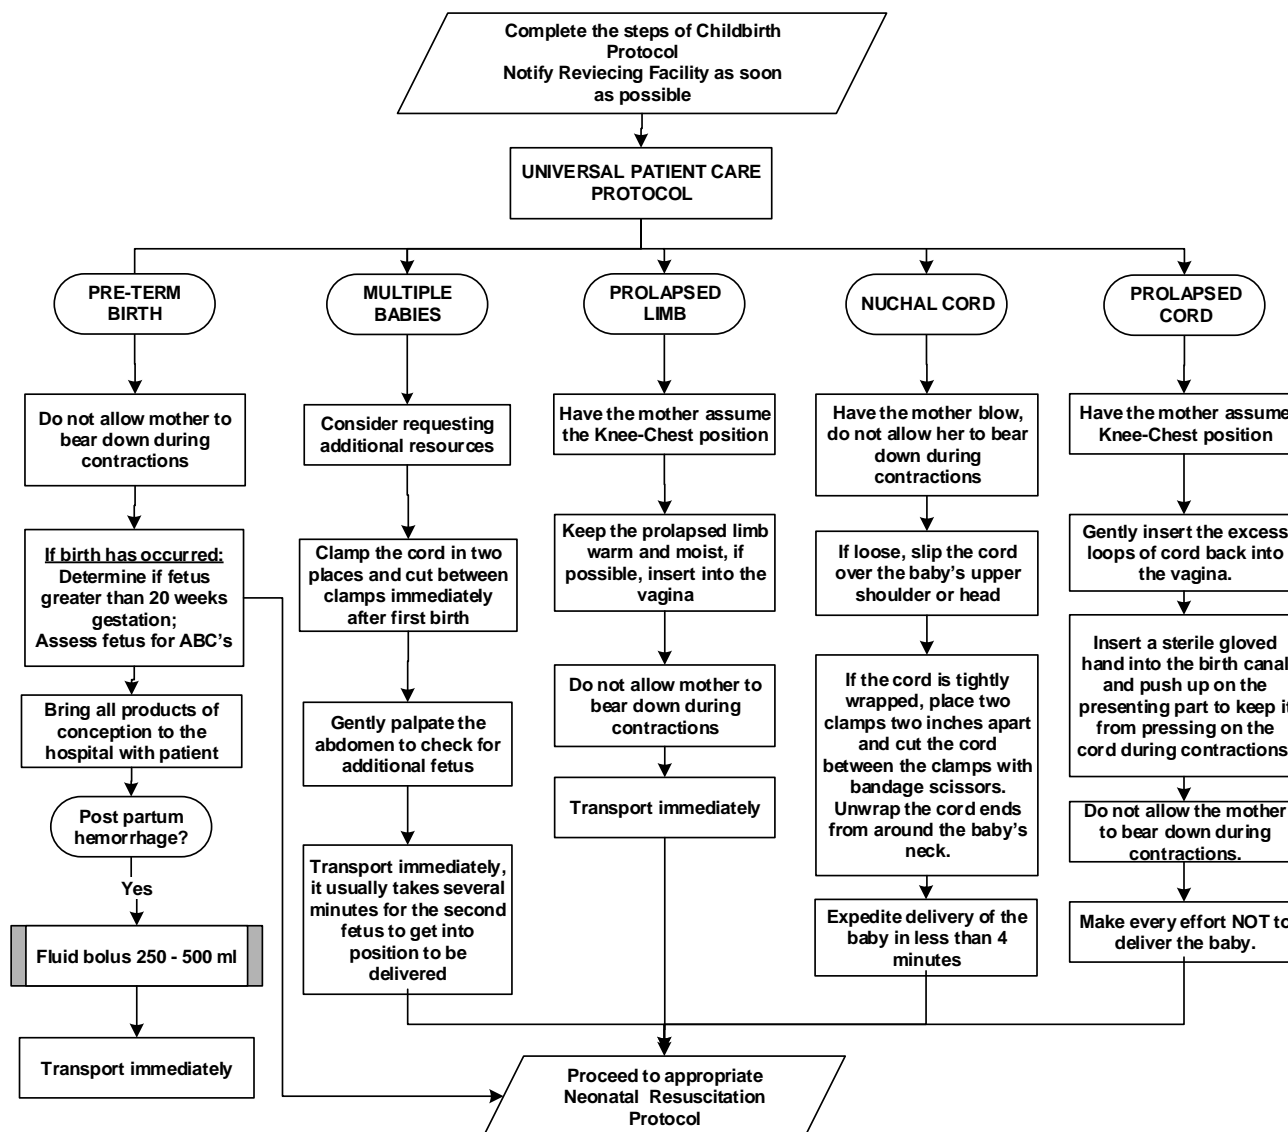 Complete the steps of Childbirth
Protocol
Notify Reviecing Facility as soon
as possible
UNIVERSAL PATIENT CARE
PROTOCOL
PRE-TERM
BIRTH
Do not allow mother to
bear down during
contractions
If birth has occurred:
Determine if fetus
greater than 20 weeks
gestation;
Assess fetus for ABC's
Bring all products of
conception to the
hospital with patient
Post partum
hemorrhage?
Yes
Fluid bolus 250 - 500 ml
Transport immediately
MULTIPLE
BABIES
Consider requesting
additional resources
Clamp the cord in two
places and cut between
clamps immediately
after first birth
Gently palpate the
abdomen to check for
additional fetus
Transport immediately,
it usually takes several
minutes for the second
fetus to get into
position to be
delivered
PROLAPSED
LIMB
Have the mother assume
the Knee-Chest position
Keep the prolapsed limb
warm and moist, if
possible, insert into the
vagina
Do not allow mother to
bear down during
contractions
Transport immediately
NUCHAL CORD
Have the mother blow,
do not allow her to bear
down during
contractions
If loose, slip the cord
over the baby's upper
shoulder or head
If the cord is tightly
wrapped, place two
clamps two inches apart
and cut the cord
between the clamps with
bandage scissors.
Unwrap the cord ends
from around the baby's
neck.
Expedite delivery of the
baby in less than 4
minutes
PROLAPSED
CORD
Have the mother assume
Knee-Chest position
Gently insert the excess
loops of cord back into
the vagina.
Insert a sterile gloved
hand into the birth canal
and push up on the
presenting part to keep it
from pressing on the
cord during contractions
Do not allow the mother
to bear down during
contractions.
Make every effort NOT to
deliver the baby.
Proceed to appropriate
Neonatal Resuscitation
Protocol